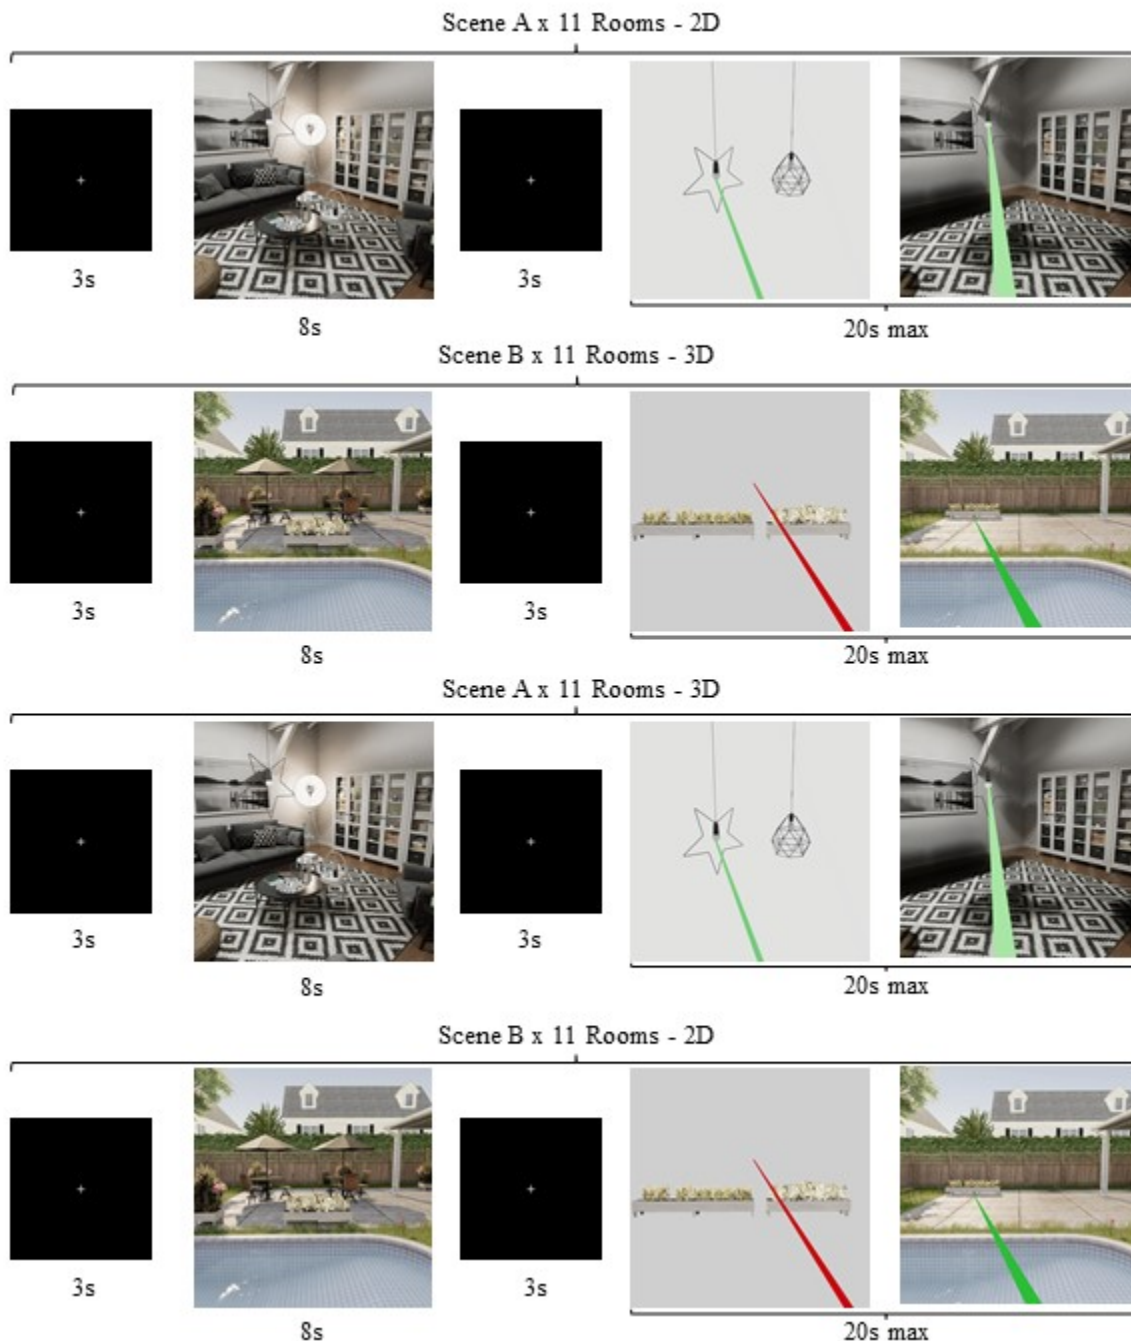 Scene A x 11 Rooms - 2D
3s
8s
3s
20s max
Scene B x 11 Rooms - 3D
3s
8s
3s
20s max
Scene A x 11 Rooms - 3D
3s
8s
3s
20s max
Scene B x 11 Rooms - 2D
3s
8s
3s
20s max